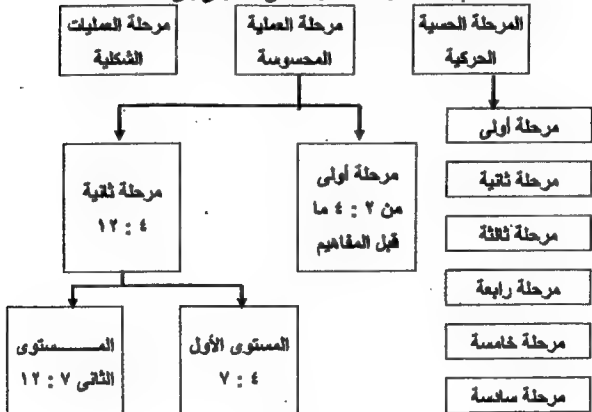 المرحلة الحسية
الحركية
مرحلة العملية
المحسوسة
مرحلة العمليات
الشكلية
مرحلة أولى
مرحلة ثانية
مرحلة ثالثة
مرحلة رابعة
مرحلة خامسة
مرحلة سادسة
مرحلة أولى
من ٢ : ٤ ما
قبل المفاهيم
مرحلة ثانية
٤ : ١٢
المستوى الأول
٤ : ٧
المـــــستوى
الثانى ٧ : ١٢